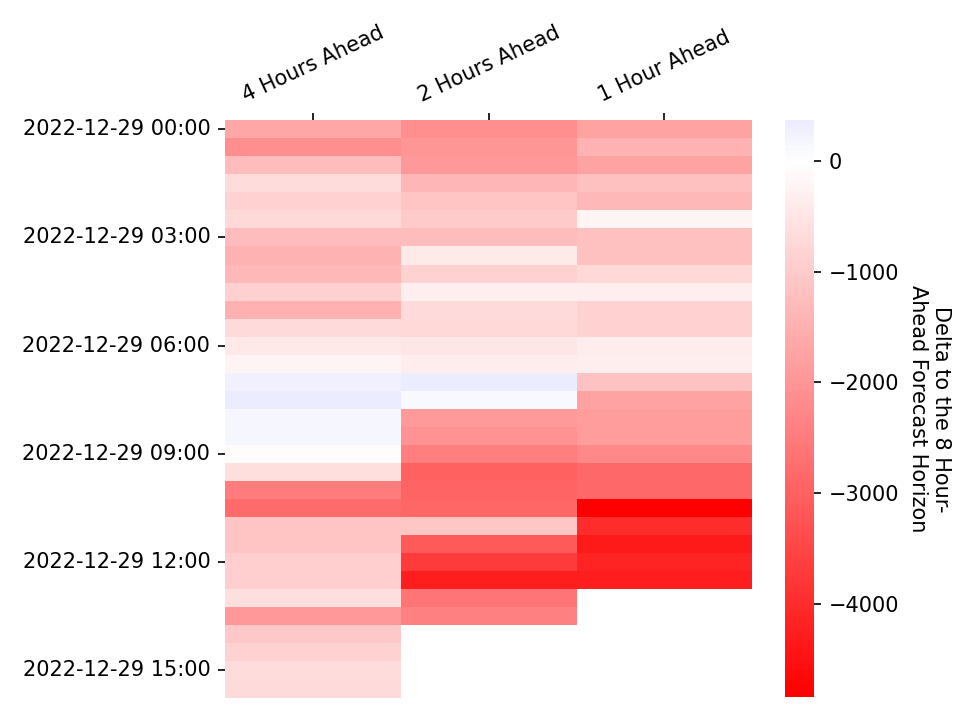 4 Hours Ahead
2 Hours Ahead
1 Hour Ahead
2022-12-29 00:00
2022-12-29 03:00
2022-12-29 06:00
2022-12-29 09:00
2022-12-29 12:00
2022-12-29 15:00
0
−1000
−2000
−3000
−4000
Delta to the 8 Hour-
Ahead Forecast Horizon